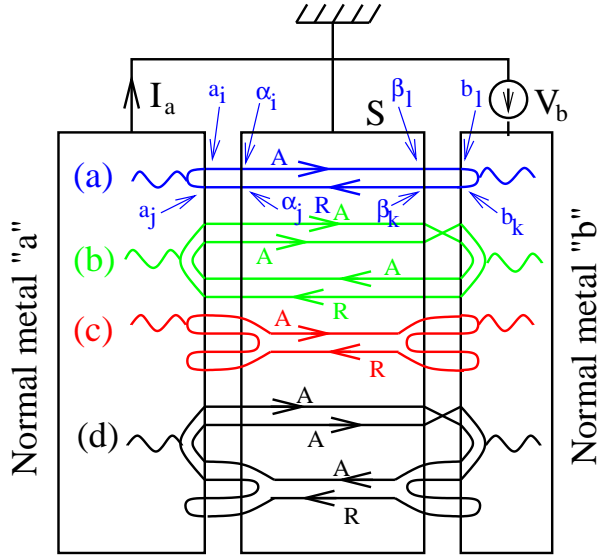 I_a
S
V_b
a_i
α_i
β_l
b_l
(a)
A
R
a_j
α_j
β_k
b_k
(b)
A
A
A
R
(c)
A
R
(d)
A
A
A
R
Normal metal "a"
Normal metal "b"